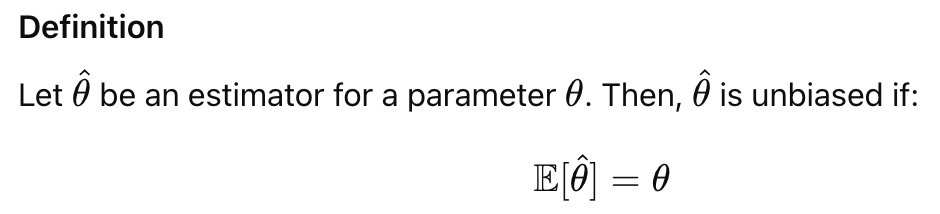 Definition
Let θ̂ be an estimator for a parameter θ. Then, θ̂ is unbiased if:
𝔼[θ̂] = θ